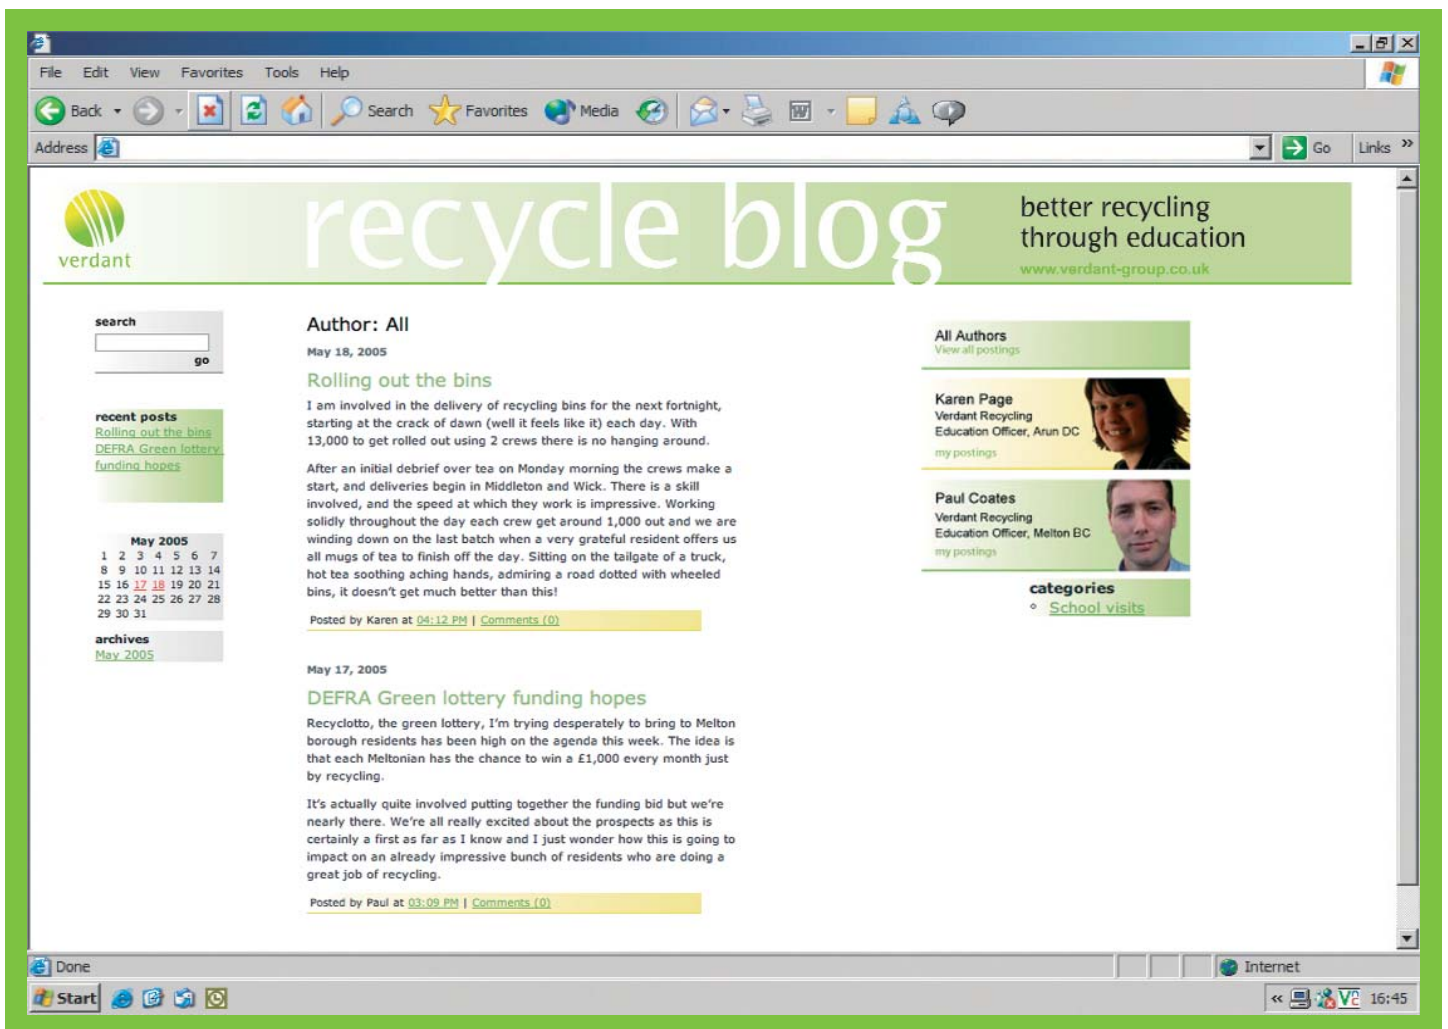 File Edit View Favorites Tools Help
Back Search Favorites Media
Address Go Links »
verdant
recycle blog
better recycling
through education
www.verdant-group.co.uk
search
go
recent posts
Rolling out the bins
DEFRA Green lottery
funding hopes
May 2005
1 2 3 4 5 6 7
8 9 10 11 12 13 14
15 16 17 18 19 20 21
22 23 24 25 26 27 28
29 30 31
archives
May 2005
Author: All
May 18, 2005
Rolling out the bins
I am involved in the delivery of recycling bins for the next fortnight,
starting at the crack of dawn (well it feels like it) each day. With
13,000 to get rolled out using 2 crews there is no hanging around.
After an initial debrief over tea on Monday morning the crews make a
start, and deliveries begin in Middleton and Wick. There is a skill
involved, and the speed at which they work is impressive. Working
solidly throughout the day each crew get around 1,000 out and we are
winding down on the last batch when a very grateful resident offers us
all mugs of tea to finish off the day. Sitting on the tailgate of a truck,
hot tea soothing aching hands, admiring a road dotted with wheeled
bins, it doesn't get much better than this!
Posted by Karen at 04:12 PM | Comments (0)
May 17, 2005
DEFRA Green lottery funding hopes
Recyclotto, the green lottery, I'm trying desperately to bring to Melton
borough residents has been high on the agenda this week. The idea is
that each Meltonian has the chance to win a £1,000 every month just
by recycling.
It's actually quite involved putting together the funding bid but we're
nearly there. We're all really excited about the prospects as this is
certainly a first as far as I know and I just wonder how this is going to
impact on an already impressive bunch of residents who are doing a
great job of recycling.
Posted by Paul at 03:09 PM | Comments (0)
All Authors
View all postings
Karen Page
Verdant Recycling
Education Officer, Arun DC
my postings
Paul Coates
Verdant Recycling
Education Officer, Melton BC
my postings
categories
School visits
Done Internet
Start « 16:45